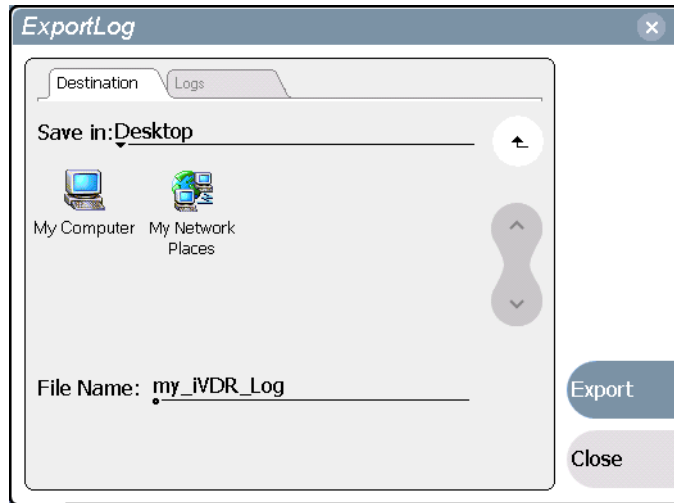 ExportLog
Destination
Logs
Save in:Desktop
My Computer
My Network
Places
File Name: my_iVDR_Log
Export
Close